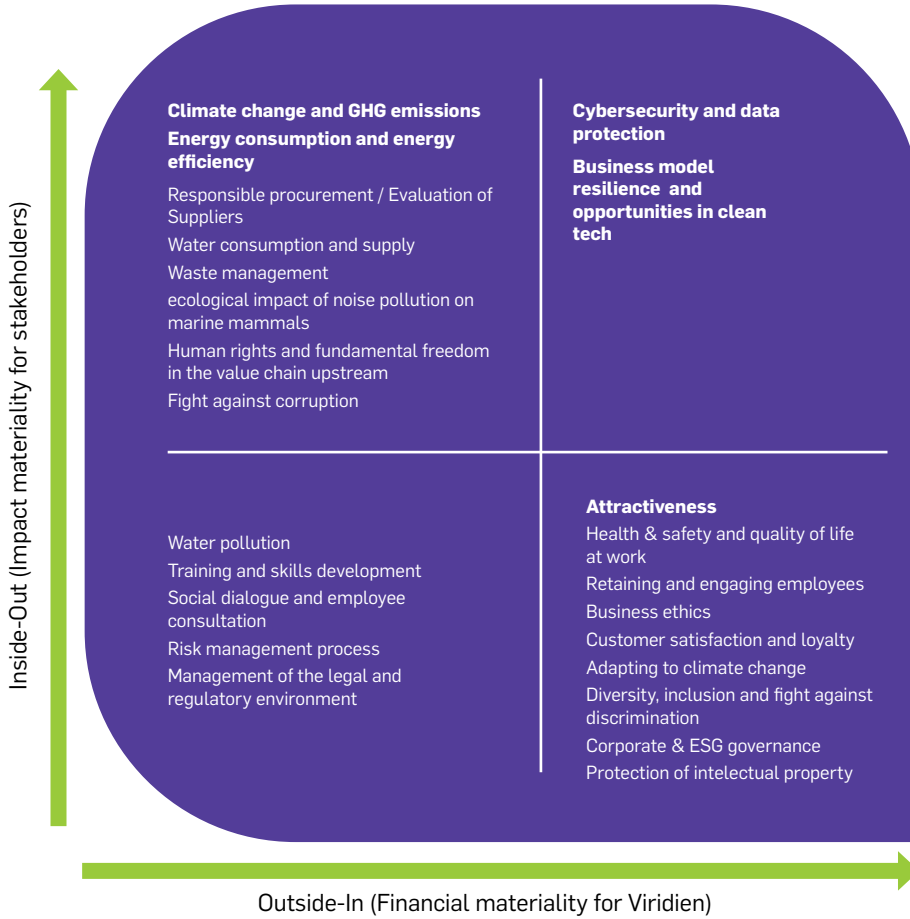 Inside-Out (Impact materiality for stakeholders)
Climate change and GHG emissions
Energy consumption and energy
efficiency
Responsible procurement / Evaluation of
Suppliers
Water consumption and supply
Waste management
ecological impact of noise pollution on
marine mammals
Human rights and fundamental freedom
in the value chain upstream
Fight against corruption
Cybersecurity and data
protection
Business model
resilience and
opportunities in clean
tech
Water pollution
Training and skills development
Social dialogue and employee
consultation
Risk management process
Management of the legal and
regulatory environment
Attractiveness
Health & safety and quality of life
at work
Retaining and engaging employees
Business ethics
Customer satisfaction and loyalty
Adapting to climate change
Diversity, inclusion and fight against
discrimination
Corporate & ESG governance
Protection of intelectual property
Outside-In (Financial materiality for Viridien)